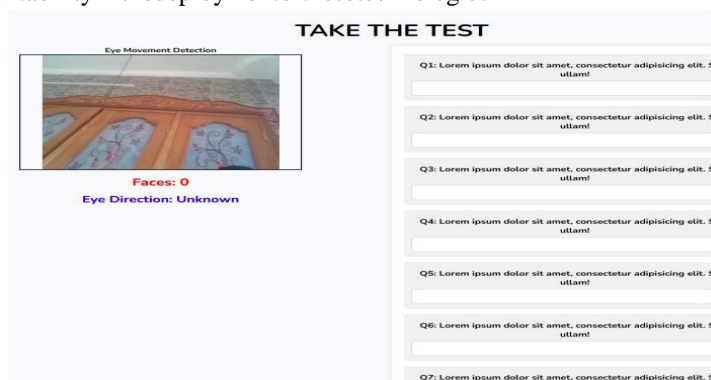 TAKE THE TEST
Eye Movement Detection
Faces: 0
Eye Direction: Unknown
Q1: Lorem ipsum dolor sit amet, consectetur adipisicing elit.
ullam!
Q2: Lorem ipsum dolor sit amet, consectetur adipisicing elit.
ullam!
Q3: Lorem ipsum dolor sit amet, consectetur adipisicing elit.
ullam!
Q4: Lorem ipsum dolor sit amet, consectetur adipisicing elit.
ullam!
Q5: Lorem ipsum dolor sit amet, consectetur adipisicing elit.
ullam!
Q6: Lorem ipsum dolor sit amet, consectetur adipisicing elit.
ullam!
Q7: Lorem ipsum dolor sit amet, consectetur adipisicing elit.